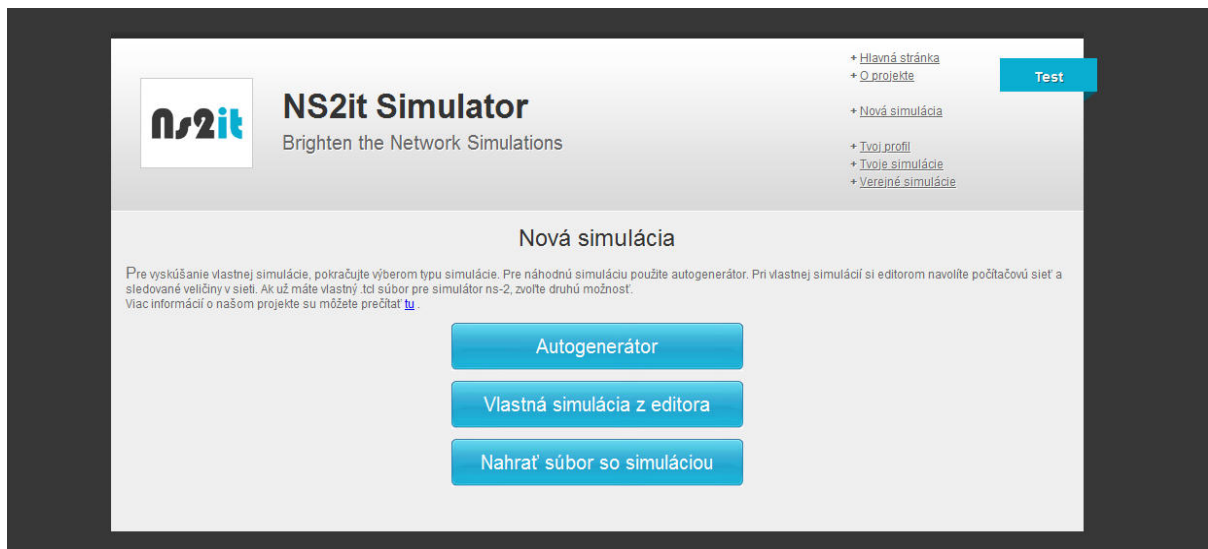 Ns2it
NS2it Simulator
Brighten the Network Simulations
+ Hlavná stránka
+ O projekte
+ Nová simulácia
+ Tvoj profil
+ Tvoje simulácie
+ Verejné simulácie
Test
Nová simulácia
Pre vyskúšanie vlastnej simulácie, pokračujte výberom typu simulácie. Pre náhodnú simuláciu použite autogenerátor. Pri vlastnej simulácií si editorom navolíte počítačovú sieť a
sledované veličiny v sieti. Ak už máte vlastný .tcl súbor pre simulátor ns-2, zvoľte druhú možnosť.
Viac informácií o našom projekte su môžete prečítať tu .
Autogenerátor
Vlastná simulácia z editora
Nahrať súbor so simuláciou